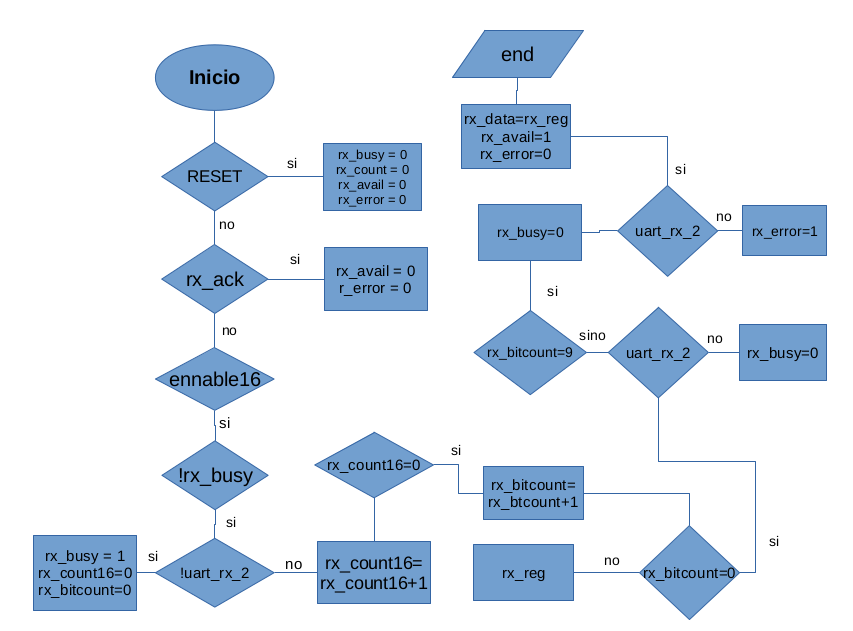 Inicio
RESET
si
rx_busy = 0
rx_count = 0
rx_avail = 0
rx_error = 0
no
rx_ack
si
rx_avail = 0
r_error = 0
no
ennable16
si
!rx_busy
si
!uart_rx_2
si
rx_busy = 1
rx_count16=0
rx_bitcount=0
no
rx_count16=
rx_count16+1
rx_count16=0
si
rx_bitcount=
rx_btcount+1
rx_bitcount=0
no
rx_reg
si
uart_rx_2
no
rx_busy=0
sino
rx_bitcount=9
si
rx_busy=0
uart_rx_2
no
rx_error=1
si
rx_data=rx_reg
rx_avail=1
rx_error=0
end